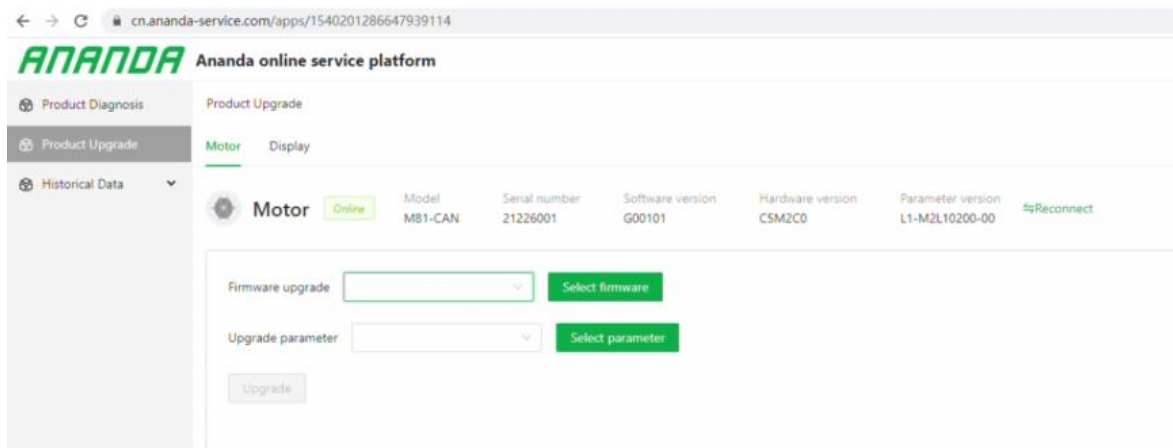 cn.ananda-service.com/apps/1540201286647939114
ANANDA Ananda online service platform
Product Diagnosis
Product Upgrade
Historical Data
Product Upgrade
Motor Display
Motor Online
Model
M81-CAN
Serial number
21226001
Software version
G00101
Hardware version
C5M2C0
Parameter version
L1-M2L10200-00
Reconnect
Firmware upgrade Select firmware
Upgrade parameter Select parameter
Upgrade